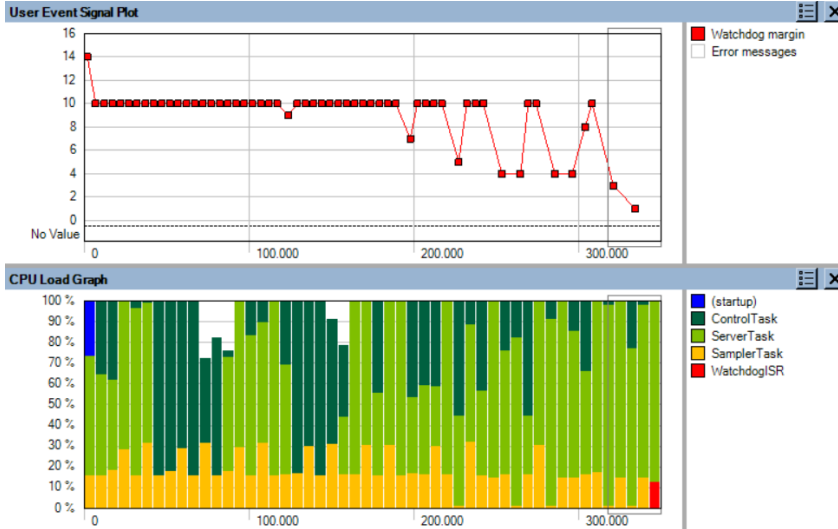 User Event Signal Plot
16
14
12
10
8
6
4
2
0
No Value
0 100.000 200.000 300.000
Watchdog margin
Error messages
CPU Load Graph
100 %
90 %
80 %
70 %
60 %
50 %
40 %
30 %
20 %
10 %
0 %
0 100.000 200.000 300.000
(startup)
ControlTask
ServerTask
SamplerTask
WatchdogISR